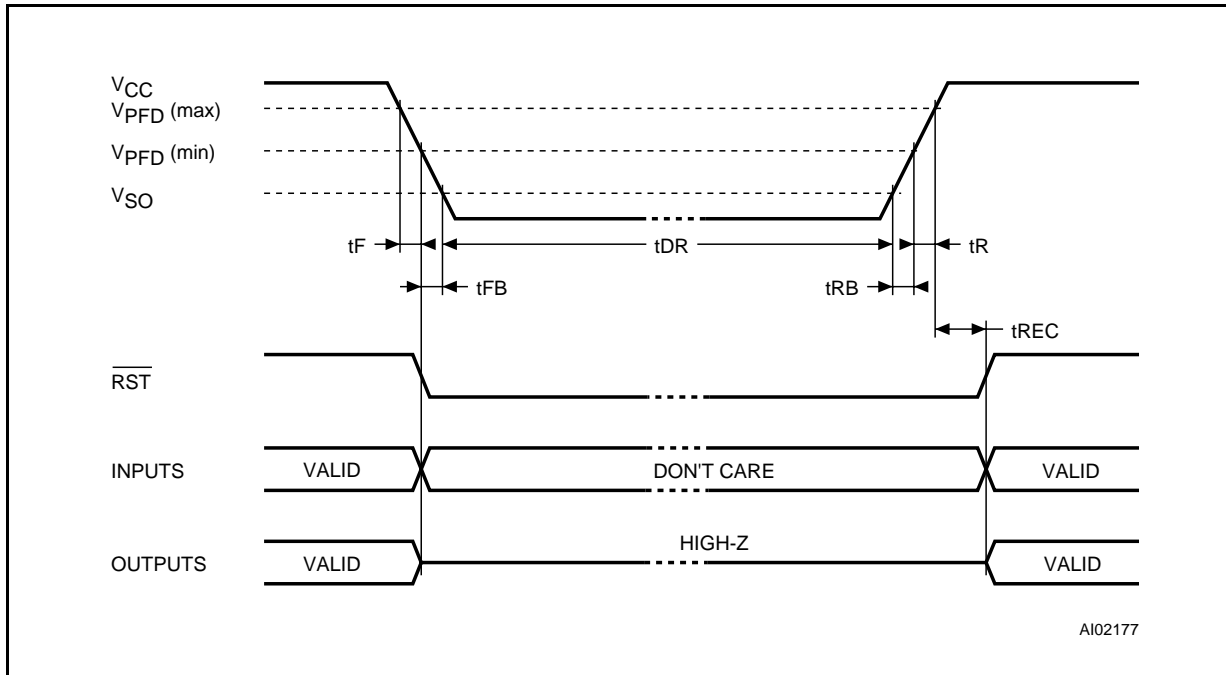 VCC
VPFD (max)
VPFD (min)
VSO
tF
tDR
tR
tFB
tRB
tREC
RST
INPUTS
VALID
DON'T CARE
VALID
OUTPUTS
VALID
HIGH-Z
VALID
AI02177